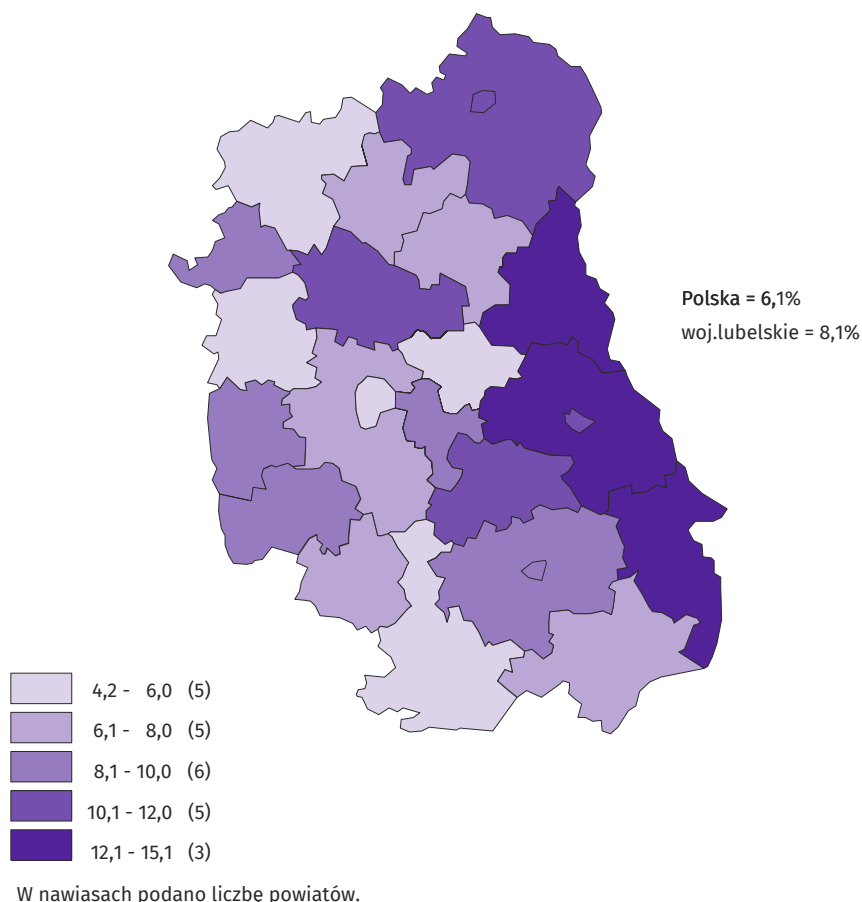 Polska = 6,1%
woj.lubelskie = 8,1%
4,2 - 6,0 (5)
6,1 - 8,0 (5)
8,1 - 10,0 (6)
10,1 - 12,0 (5)
12,1 - 15,1 (3)
W nawiasach podano liczbę powiatów.